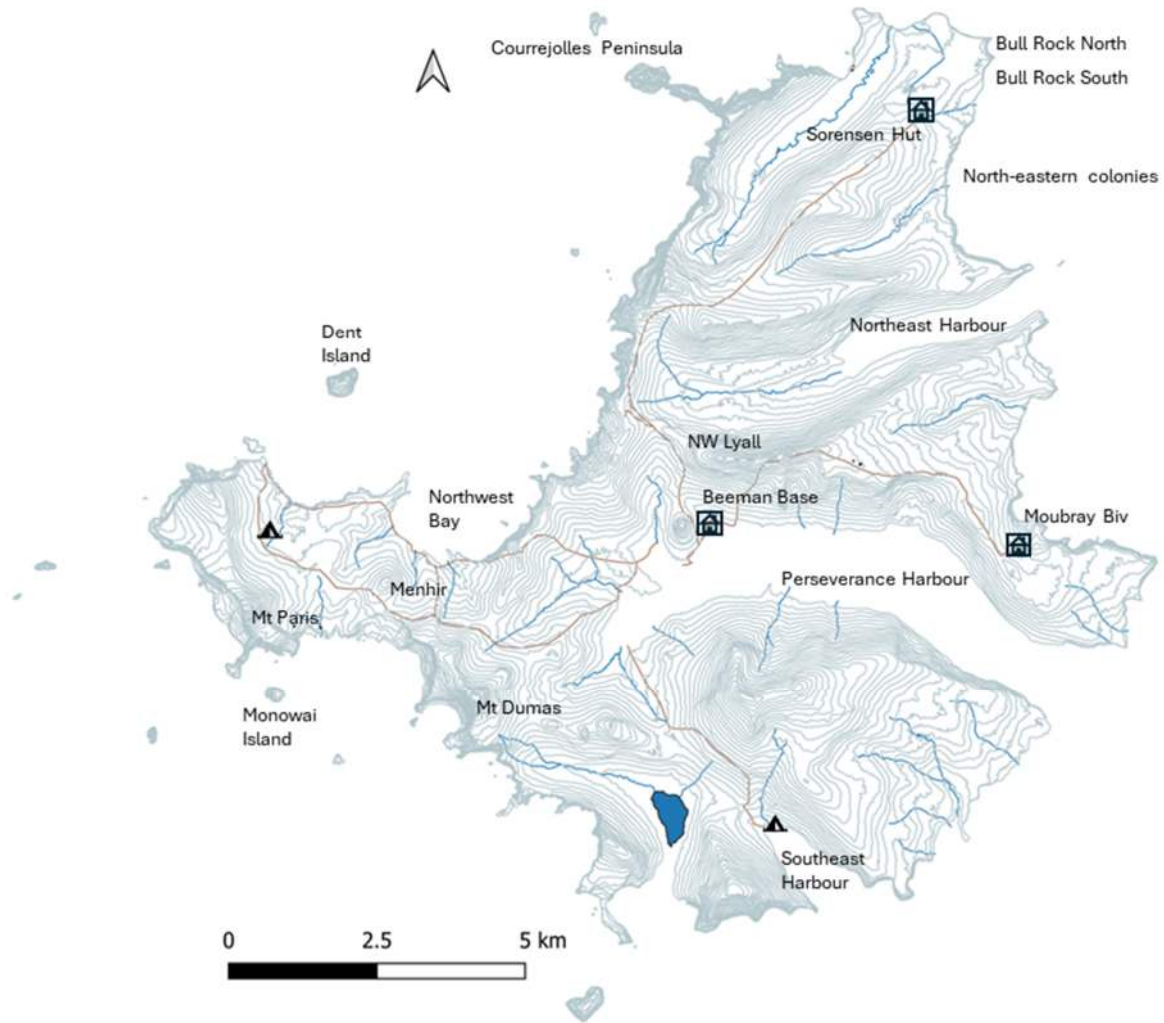 Courrejolles Peninsula
Bull Rock North
Bull Rock South
Sorensen Hut
North-eastern colonies
Dent
Island
Northeast Harbour
NW Lyall
Northwest
Bay
Beeman Base
Moubray Biv
Menhir
Perseverance Harbour
Mt Paris
Monowai
Island
Mt Dumas
Southeast
Harbour
0 2.5 5 km